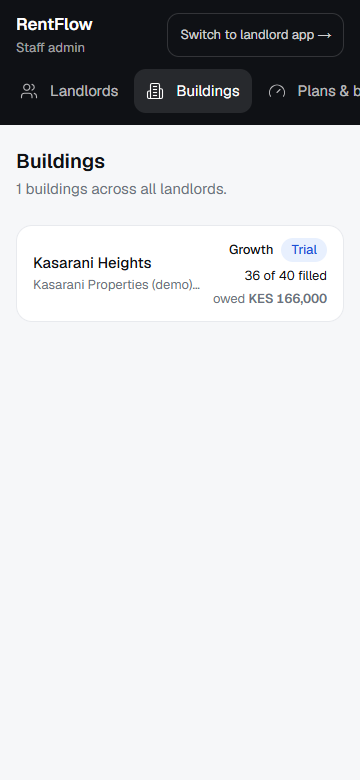 RentFlow
Staff admin
Switch to landlord app →
Landlords
Buildings
Plans & b
Buildings
1 buildings across all landlords.
Kasarani Heights
Kasarani Properties (demo)...
Growth
Trial
36 of 40 filled
owed KES 166,000